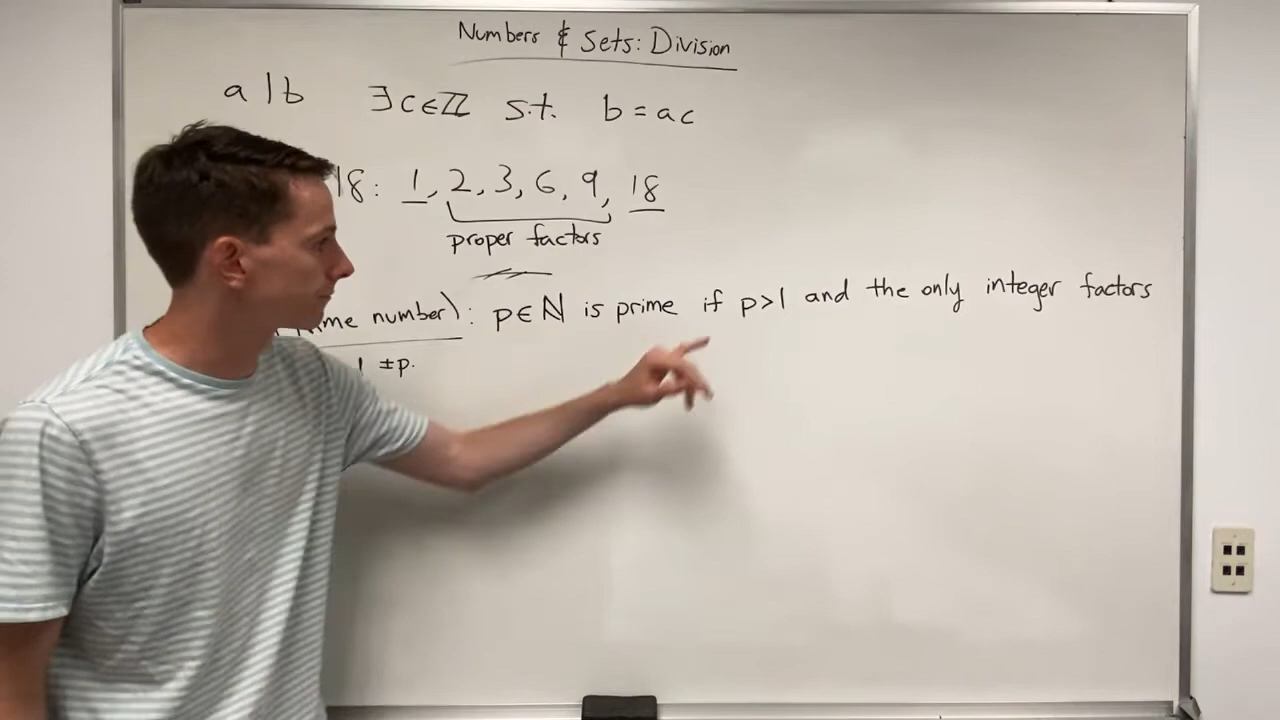 Numbers & Sets: Division
a | b ∃c∈ℤ s.t. b = ac
18: 1, 2, 3, 6, 9, 18
proper factors
number): p∈ℕ is prime if p>1 and the only integer factors
±p.